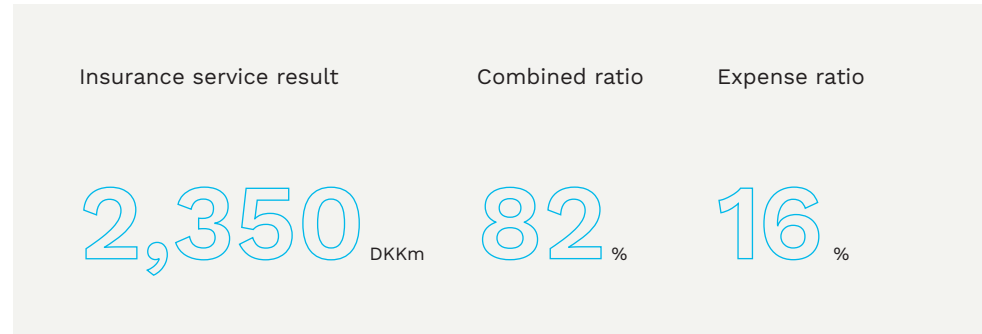 Insurance service result
Combined ratio
Expense ratio
2,350 DKKm
82 %
16 %